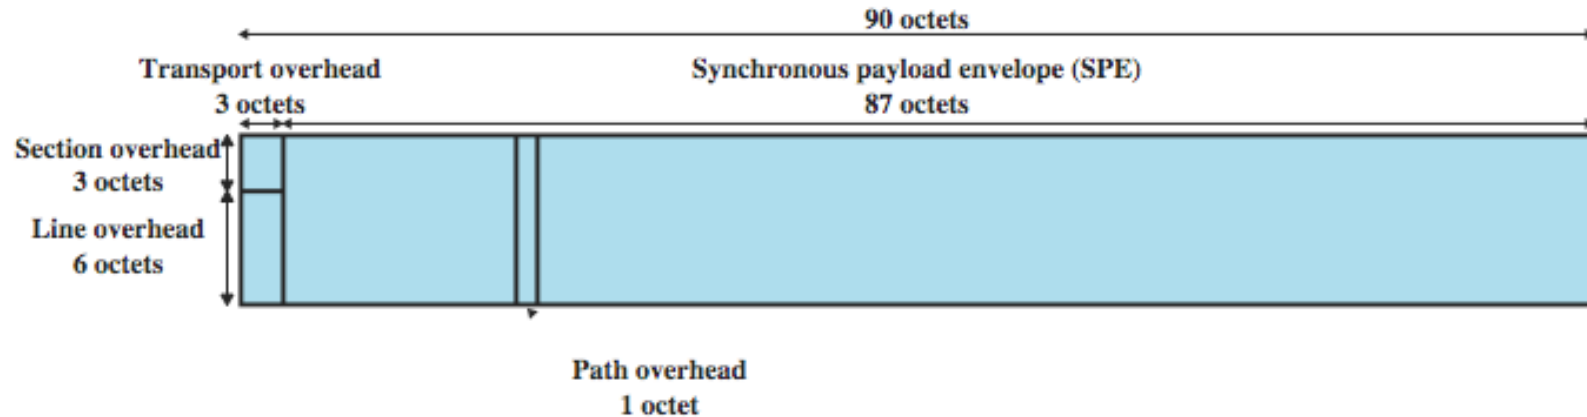 90 octets
Transport overhead
3 octets
Synchronous payload envelope (SPE)
87 octets
Section overhead
3 octets
Line overhead
6 octets
Path overhead
1 octet